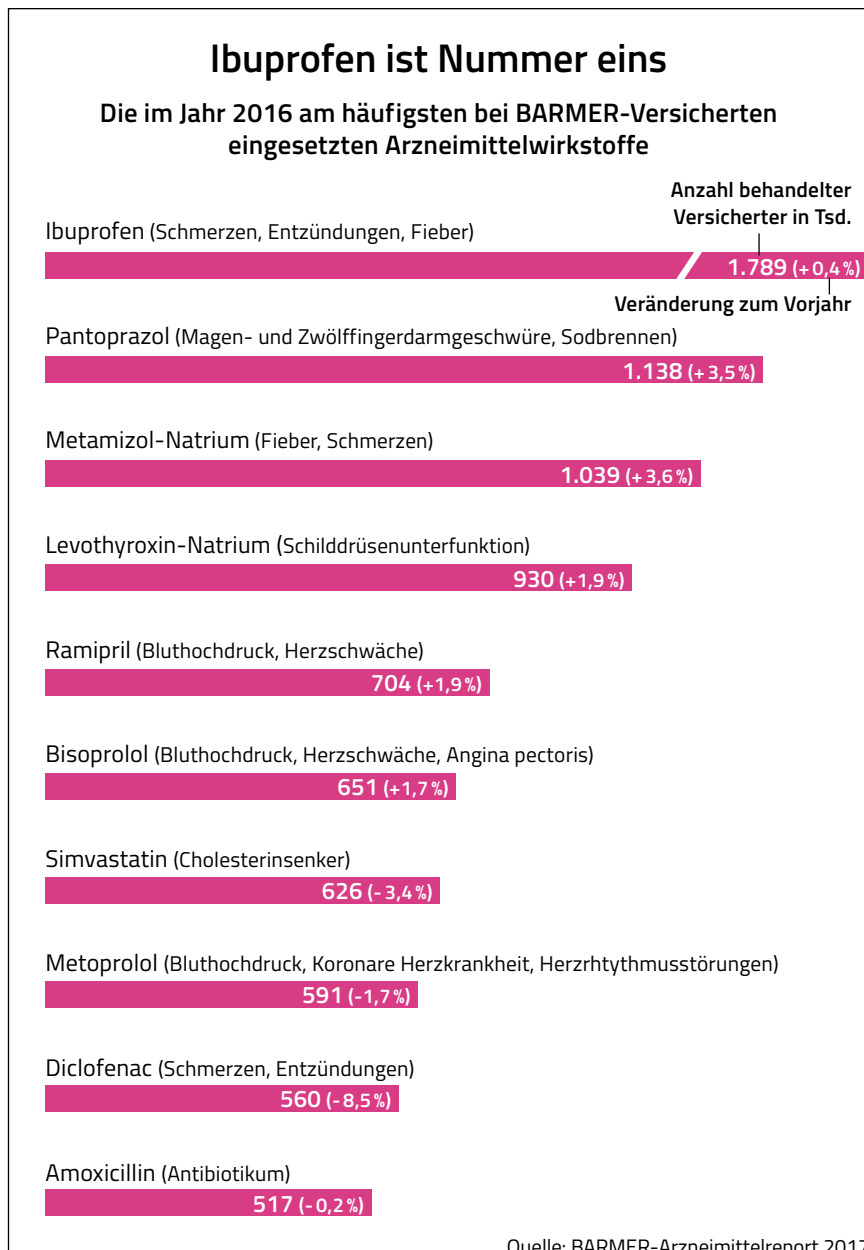 Ibuprofen ist Nummer eins
Die im Jahr 2016 am häufigsten bei BARMER-Versicherten
eingesetzten Arzneimittelwirkstoffe
Anzahl behandelter
Versicherter in Tsd.
Ibuprofen (Schmerzen, Entzündungen, Fieber)
1.789 (+0,4%)
Veränderung zum Vorjahr
Pantoprazol (Magen- und Zwölffingerdarmgeschwüre, Sodbrennen)
1.138 (+3,5%)
Metamizol-Natrium (Fieber, Schmerzen)
1.039 (+3,6%)
Levothyroxin-Natrium (Schilddrüsenunterfunktion)
930 (+1,9%)
Ramipril (Bluthochdruck, Herzschwäche)
704 (+1,9%)
Bisoprolol (Bluthochdruck, Herzschwäche, Angina pectoris)
651 (+1,7%)
Simvastatin (Cholesterinsenker)
626 (-3,4%)
Metoprolol (Bluthochdruck, Koronare Herzkrankheit, Herzrhtythmusstörungen)
591 (-1,7%)
Diclofenac (Schmerzen, Entzündungen)
560 (-8,5%)
Amoxicillin (Antibiotikum)
517 (-0,2%)
Quelle: BARMER-Arzneimittelreport 2017